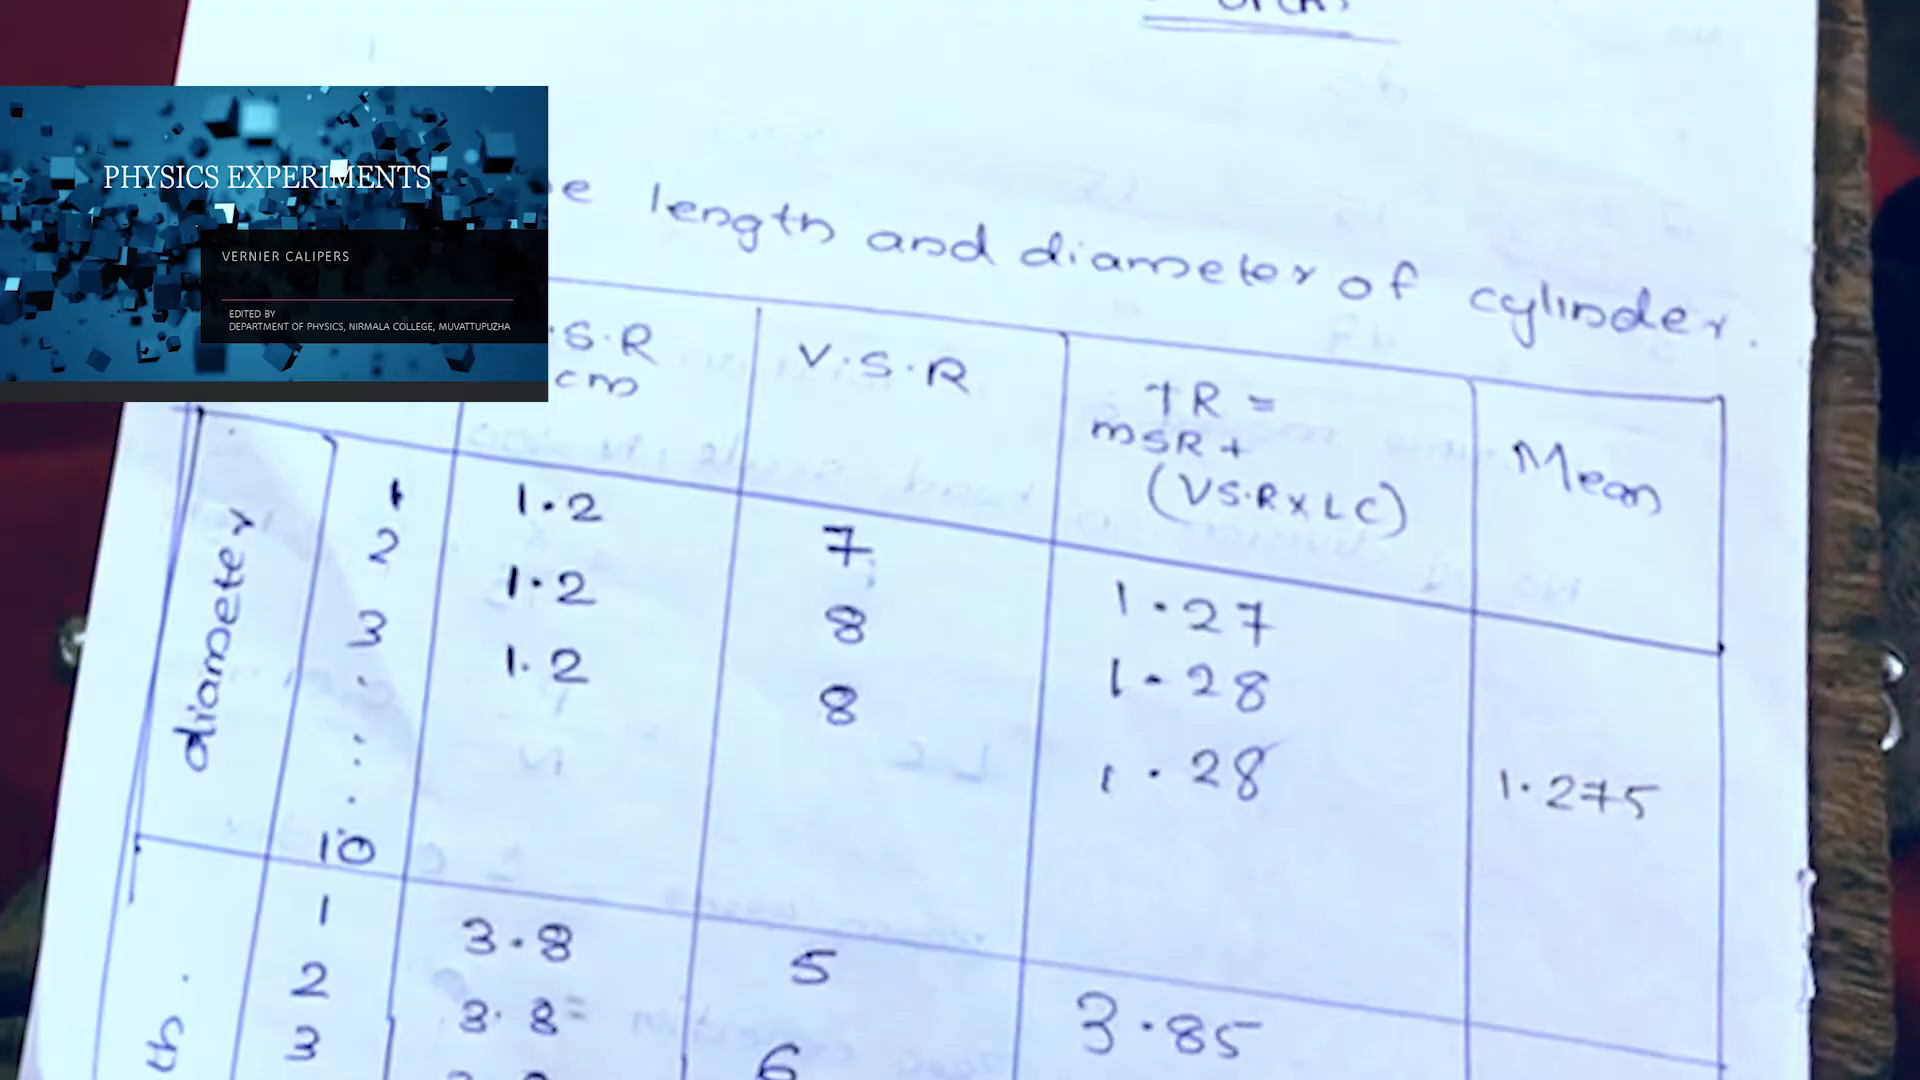 PHYSICS EXPERIMENTS
VERNIER CALIPERS
EDITED BY
DEPARTMENT OF PHYSICS, NIRMALA COLLEGE, MUVATTUPUZHA
length and diameter of cylinder.
S.R
cm
V.S.R
TR =
MSR +
(VS.R X LC)
Mean
diameter
1 1.2 7 1.27
2 1.2 8 1.28
3 1.2 8 1.28
1.275
10
1 3.8 5 3.85
2 3.8 6
3
th.